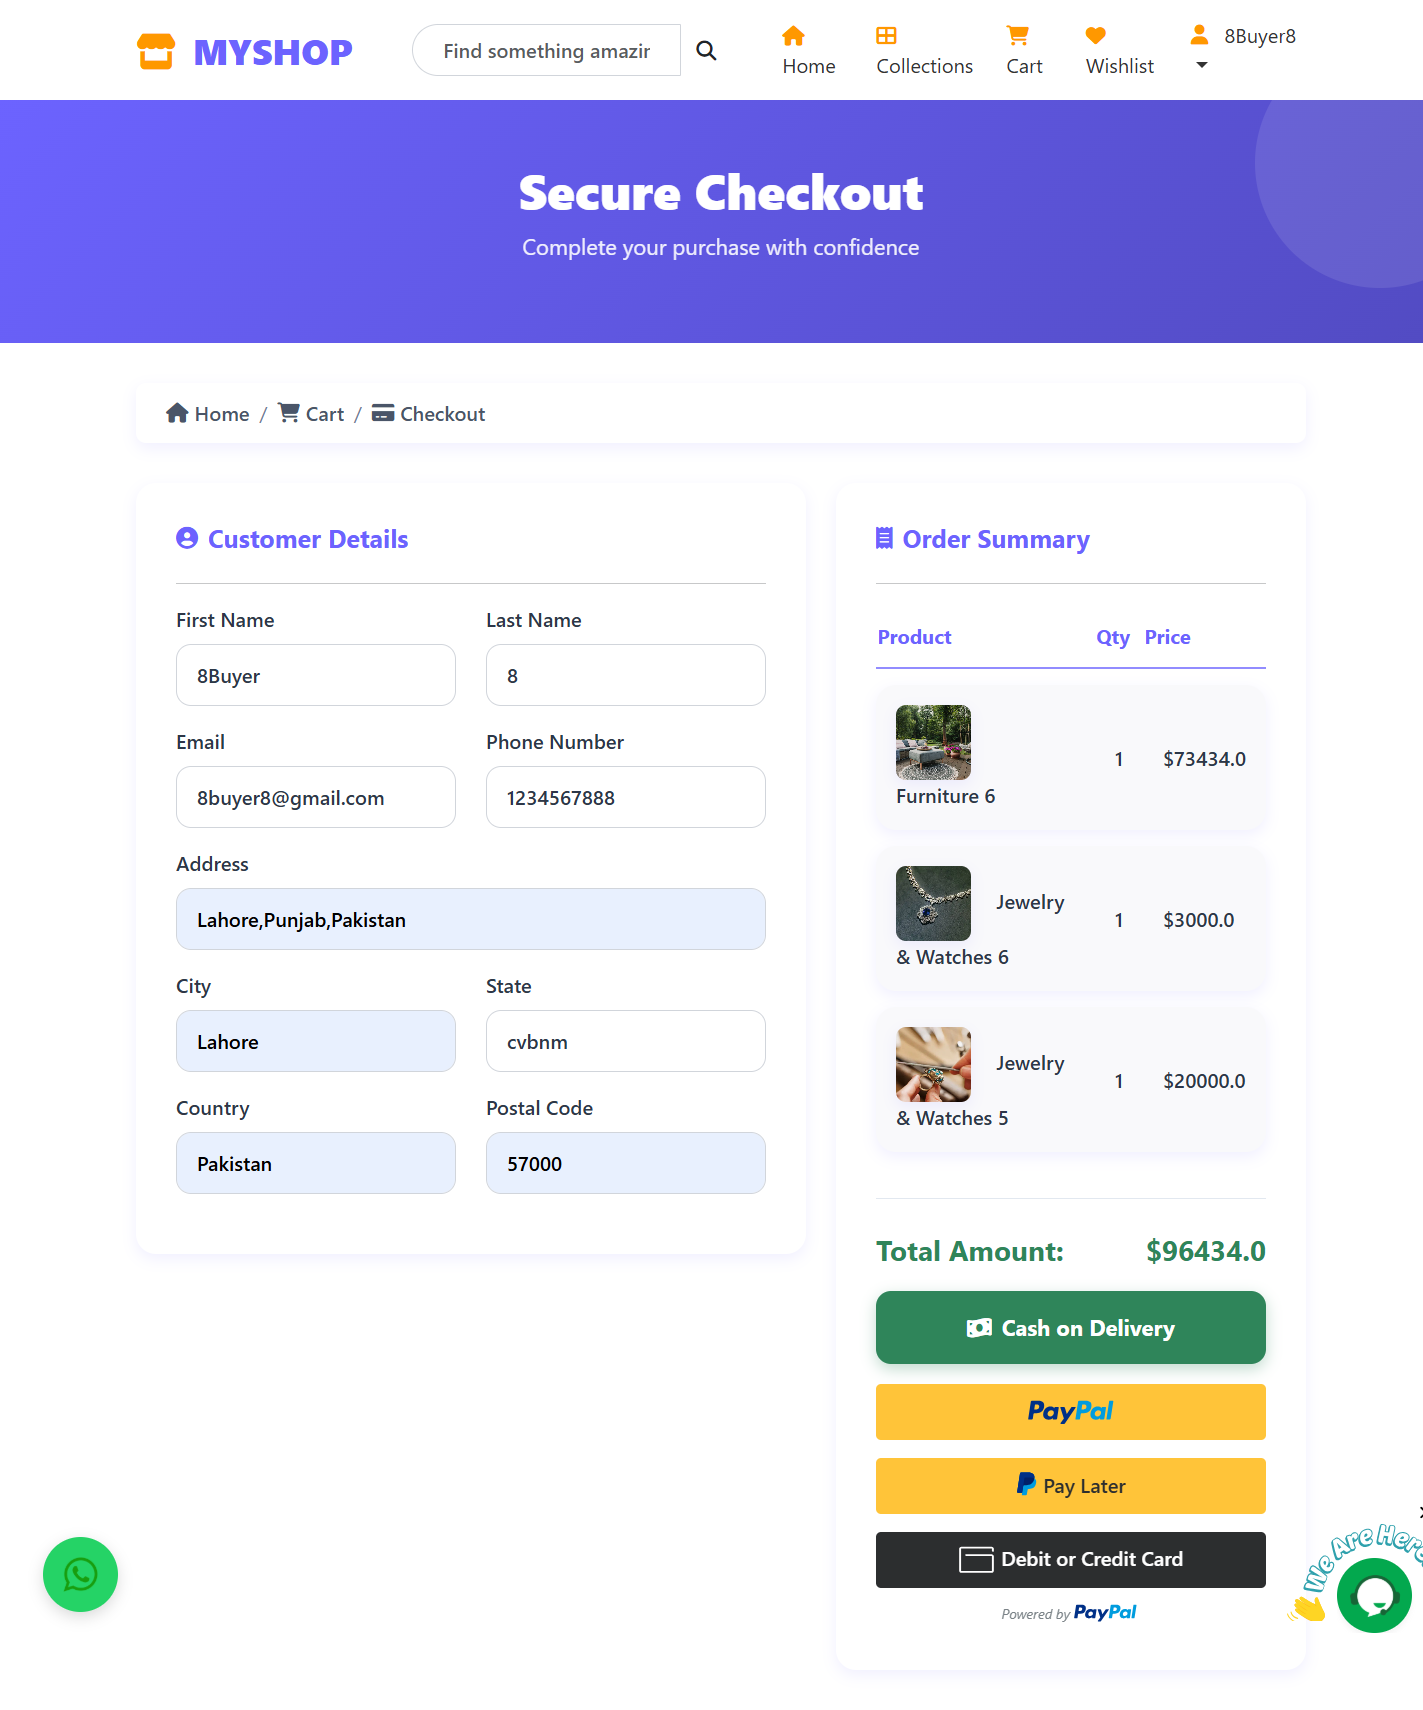 MYSHOP
Find something amazin
Home
Collections
Cart
Wishlist
8Buyer8
Secure Checkout
Complete your purchase with confidence
Home / Cart / Checkout
Customer Details
First Name
Last Name
8Buyer
8
Email
Phone Number
8buyer8@gmail.com
1234567888
Address
Lahore,Punjab,Pakistan
City
State
Lahore
cvbnm
Country
Postal Code
Pakistan
57000
Order Summary
Product Qty Price
Furniture 6
1 $73434.0
Jewelry
& Watches 6
1 $3000.0
Jewelry
& Watches 5
1 $20000.0
Total Amount: $96434.0
Cash on Delivery
PayPal
Pay Later
Debit or Credit Card
Powered by PayPal
We Are Here